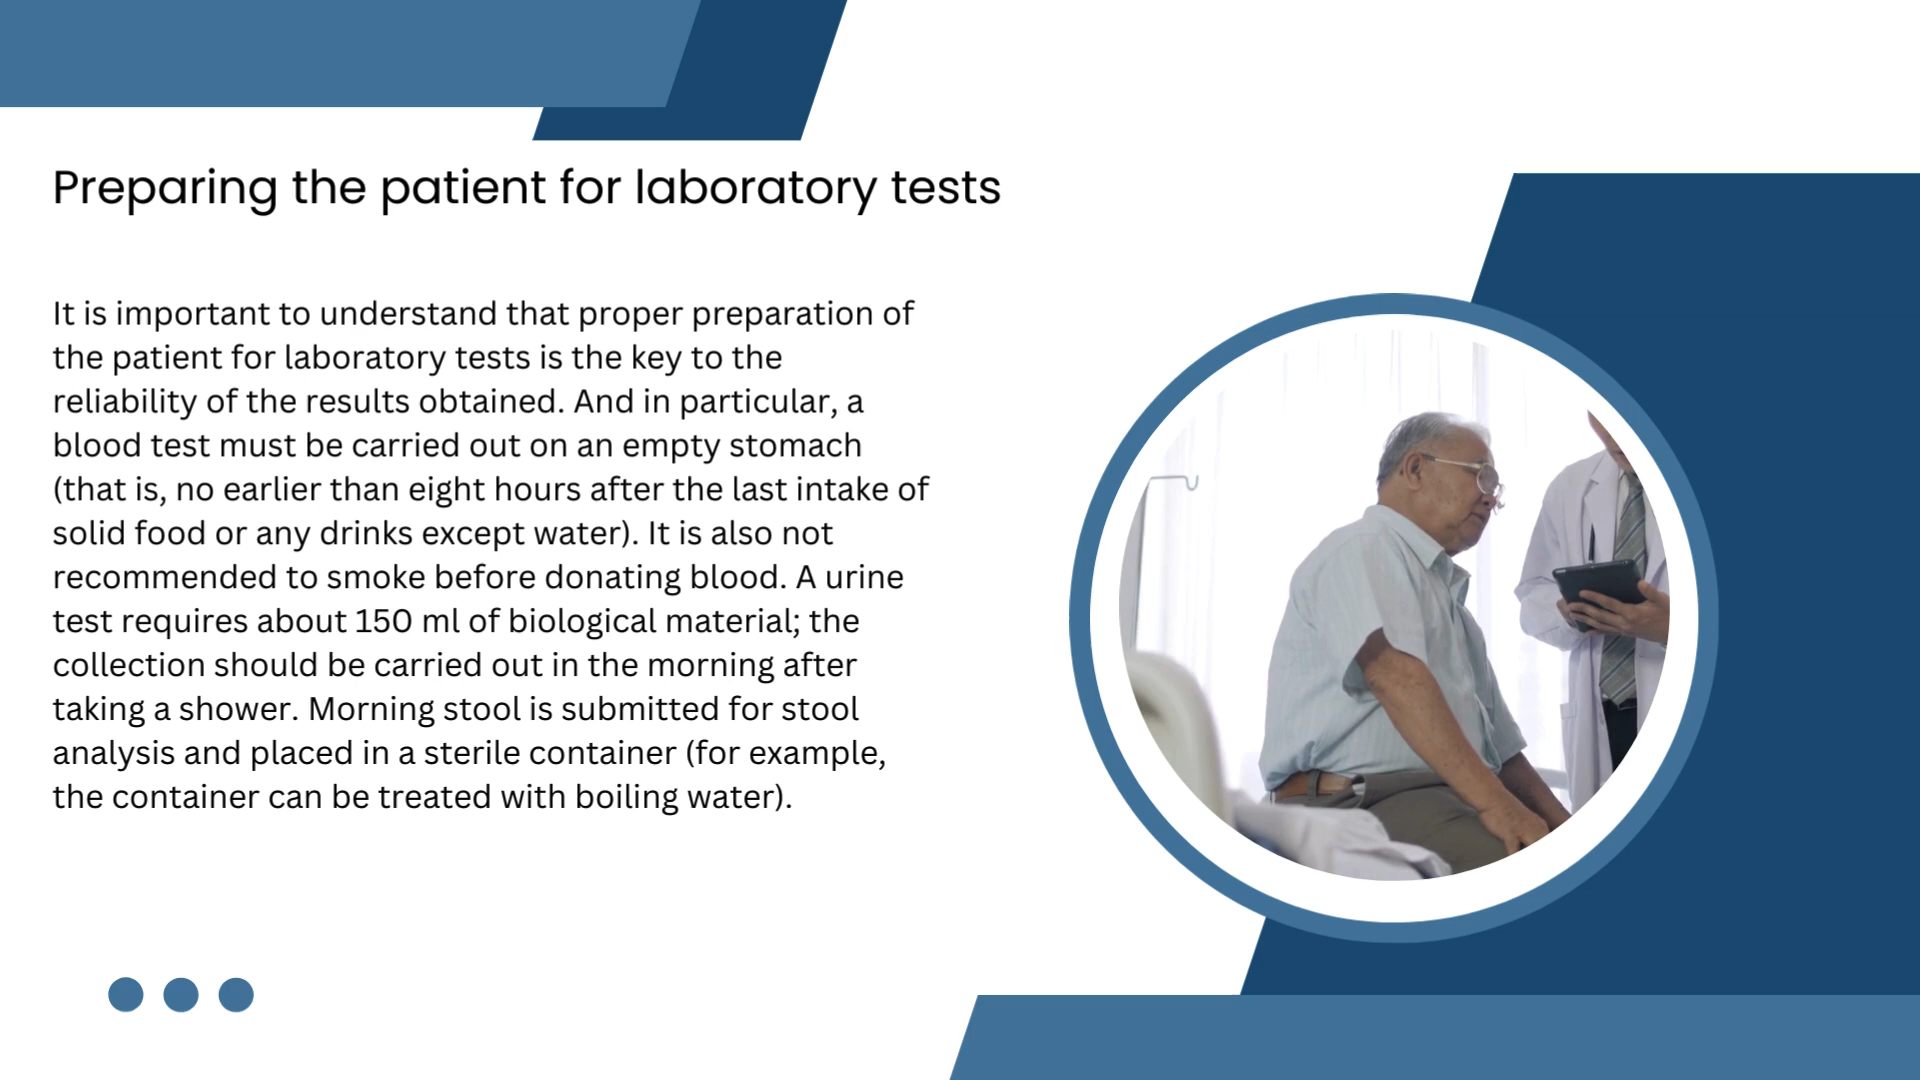 Preparing the patient for laboratory tests
It is important to understand that proper preparation of
the patient for laboratory tests is the key to the
reliability of the results obtained. And in particular, a
blood test must be carried out on an empty stomach
(that is, no earlier than eight hours after the last intake of
solid food or any drinks except water). It is also not
recommended to smoke before donating blood. A urine
test requires about 150 ml of biological material; the
collection should be carried out in the morning after
taking a shower. Morning stool is submitted for stool
analysis and placed in a sterile container (for example,
the container can be treated with boiling water).